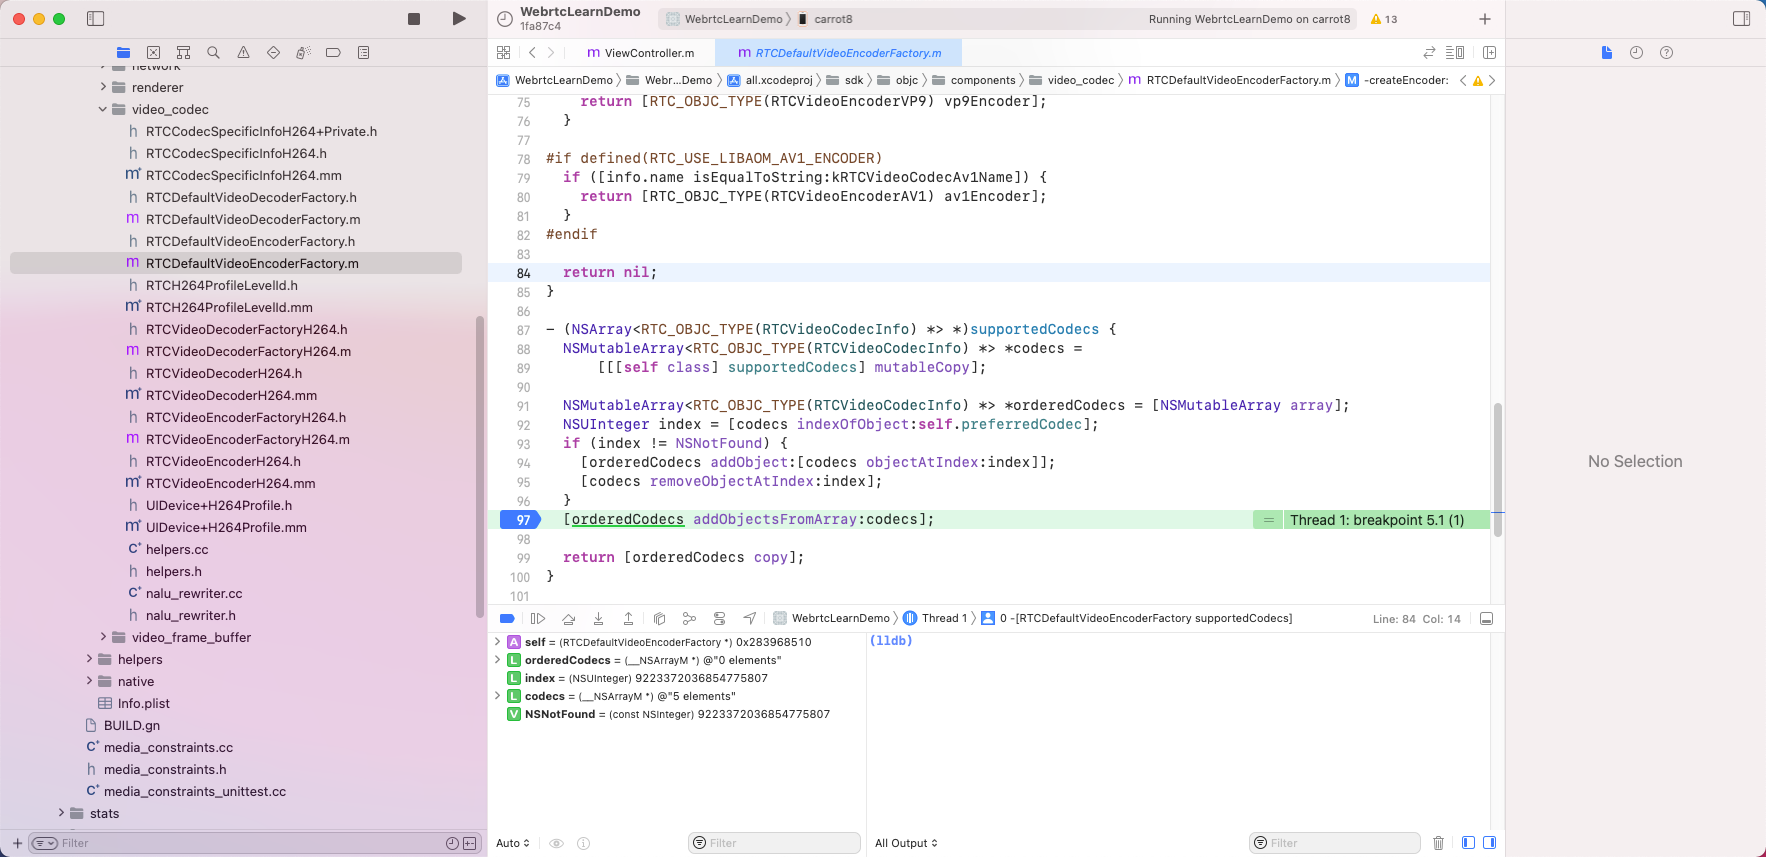 WebrtcLearnDemo
1fa87c4
WebrtcLearnDemo
carrot8
Running WebrtcLearnDemo on carrot8
13
ViewController.m
RTCDefaultVideoEncoderFactory.m
WebrtcLearnDemo
Webr...Demo
all.xcodeproj
sdk
objc
components
video_codec
RTCDefaultVideoEncoderFactory.m
-createEncoder:
network
renderer
video_codec
RTCCodecSpecificInfoH264+Private.h
RTCCodecSpecificInfoH264.h
RTCCodecSpecificInfoH264.mm
RTCDefaultVideoDecoderFactory.h
RTCDefaultVideoDecoderFactory.m
RTCDefaultVideoEncoderFactory.h
RTCDefaultVideoEncoderFactory.m
RTCH264ProfileLevelId.h
RTCH264ProfileLevelId.mm
RTCVideoDecoderFactoryH264.h
RTCVideoDecoderFactoryH264.m
RTCVideoDecoderH264.h
RTCVideoDecoderH264.mm
RTCVideoEncoderFactoryH264.h
RTCVideoEncoderFactoryH264.m
RTCVideoEncoderH264.h
RTCVideoEncoderH264.mm
UIDevice+H264Profile.h
UIDevice+H264Profile.mm
helpers.cc
helpers.h
nalu_rewriter.cc
nalu_rewriter.h
video_frame_buffer
helpers
native
Info.plist
BUILD.gn
media_constraints.cc
media_constraints.h
media_constraints_unittest.cc
stats
Filter
75 return [RTC_OBJC_TYPE(RTCVideoEncoderVP9) vp9Encoder];
76 }
77
78 #if defined(RTC_USE_LIBAOM_AV1_ENCODER)
79 if ([info.name isEqualToString:kRTCVideoCodecAv1Name]) {
80 return [RTC_OBJC_TYPE(RTCVideoEncoderAV1) av1Encoder];
81 }
82 #endif
83
84 return nil;
85 }
86
87 - (NSArray<RTC_OBJC_TYPE(RTCVideoCodecInfo) *> *)supportedCodecs {
88 NSMutableArray<RTC_OBJC_TYPE(RTCVideoCodecInfo) *> *codecs =
89 [[[self class] supportedCodecs] mutableCopy];
90
91 NSMutableArray<RTC_OBJC_TYPE(RTCVideoCodecInfo) *> *orderedCodecs = [NSMutableArray array];
92 NSUInteger index = [codecs indexOfObject:self.preferredCodec];
93 if (index != NSNotFound) {
94 [orderedCodecs addObject:[codecs objectAtIndex:index]];
95 [codecs removeObjectAtIndex:index];
96 }
97 [orderedCodecs addObjectsFromArray:codecs]; = Thread 1: breakpoint 5.1 (1)
98
99 return [orderedCodecs copy];
100 }
101
WebrtcLearnDemo
Thread 1
0 -[RTCDefaultVideoEncoderFactory supportedCodecs]
Line: 84 Col: 14
A self = (RTCDefaultVideoEncoderFactory *) 0x283968510
L orderedCodecs = (__NSArrayM *) @"0 elements"
L index = (NSUInteger) 9223372036854775807
L codecs = (__NSArrayM *) @"5 elements"
V NSNotFound = (const NSInteger) 9223372036854775807
(lldb)
Auto
Filter
All Output
Filter
No Selection